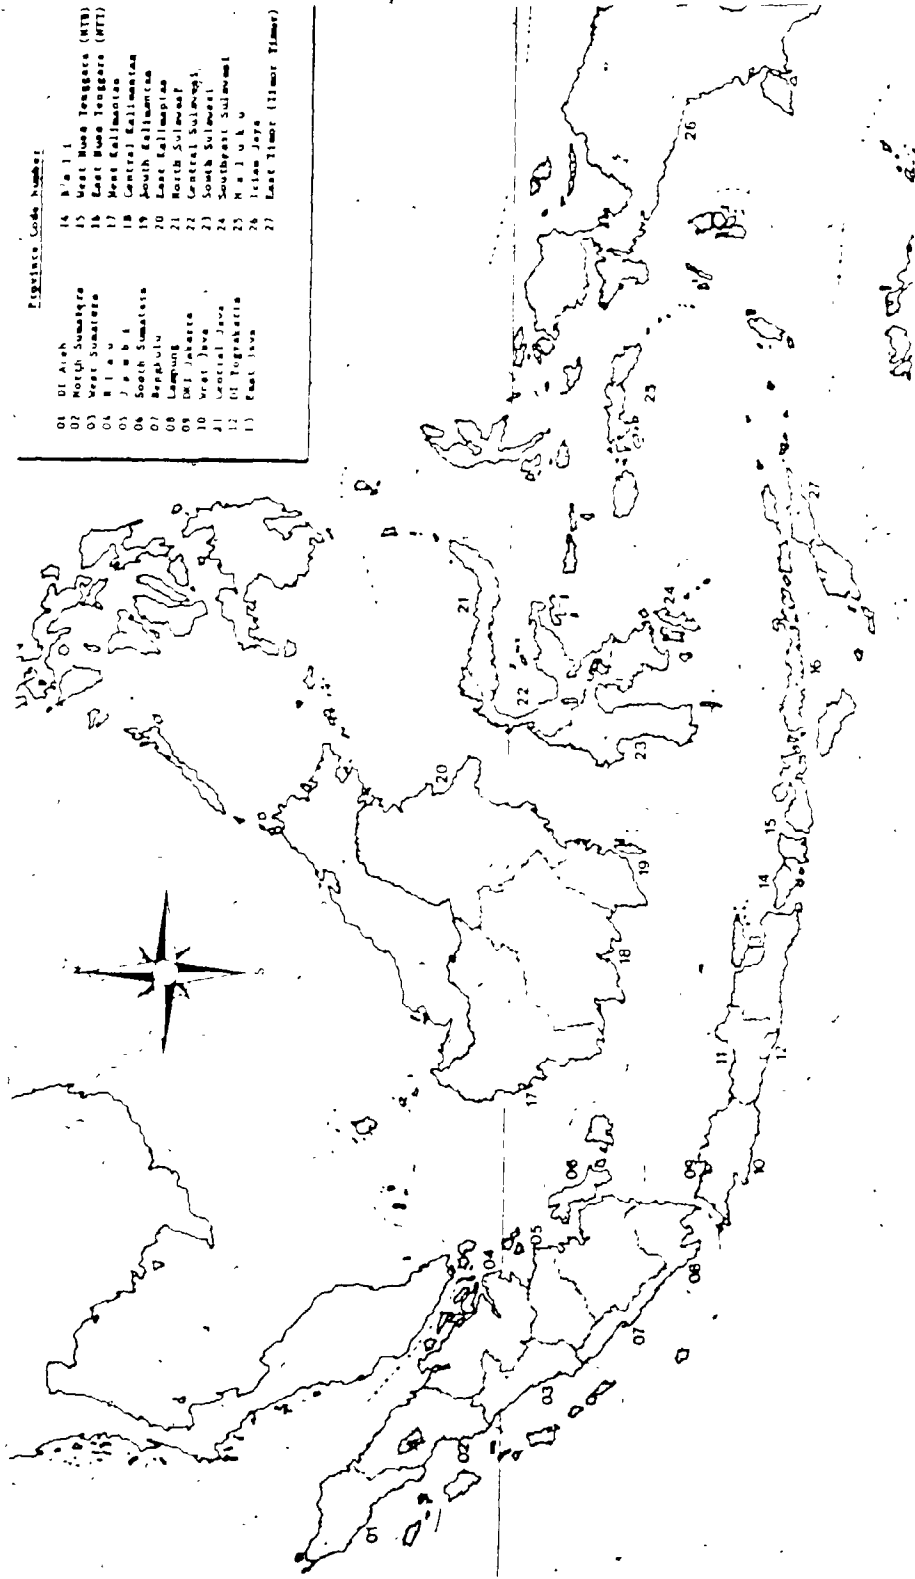 Province Code Number
01 DI Aceh
02 North Sumatera
03 West Sumatera
04 R i a u
05 J a m b i
06 South Sumatera
07 Bengkulu
08 Lampung
09 DKI Jakarta
10 West Java
11 Central Java
12 DI Yogyakarta
13 East Java
14 B a l i
15 West Nusa Tenggara (NTB)
16 East Nusa Tenggara (NTT)
17 West Kalimantan
18 Central Kalimantan
19 South Kalimantan
20 East Kalimantan
21 North Sulawesi
22 Central Sulawesi
23 South Sulawesi
24 Southeast Sulawesi
25 M a l u k u
26 Irian Jaya
27 East Timor (Timor Timur)
01
02
03
04
05
06
07
08
09
10
11
12
13
14
15
16
17
18
19
20
21
22
23
24
25
26
27